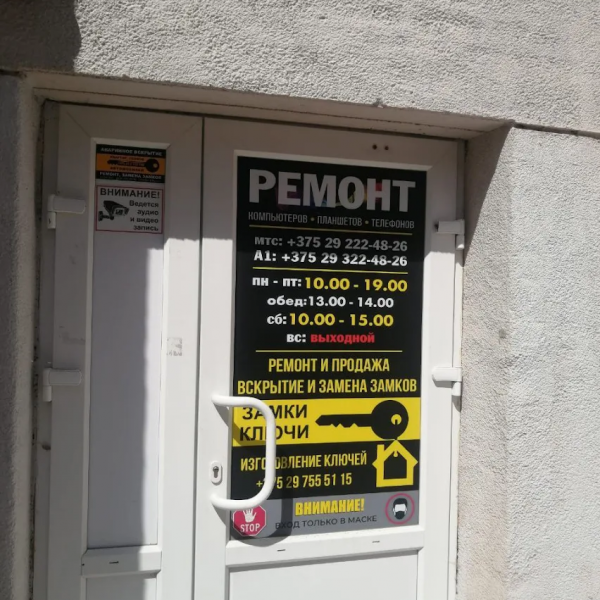 АВАРИЙНОЕ ВСКРЫТИЕ
ВНИМАНИЕ!
Ведется
аудио
и видео
запись
РЕМОНТ
КОМПЬЮТЕРОВ • ПЛАНШЕТОВ • ТЕЛЕФОНОВ
МТС: +375 29 222-48-26
А1: +375 29 322-48-26
ПН - ПТ: 10.00 - 19.00
ОБЕД: 13.00 - 14.00
СБ: 10.00 - 15.00
ВС: ВЫХОДНОЙ
РЕМОНТ И ПРОДАЖА
ВСКРЫТИЕ И ЗАМЕНА ЗАМКОВ
ЗАМКИ
КЛЮЧИ
ИЗГОТОВЛЕНИЕ КЛЮЧЕЙ
+375 29 755 51 15
STOP
ВНИМАНИЕ!
ВХОД ТОЛЬКО В МАСКЕ